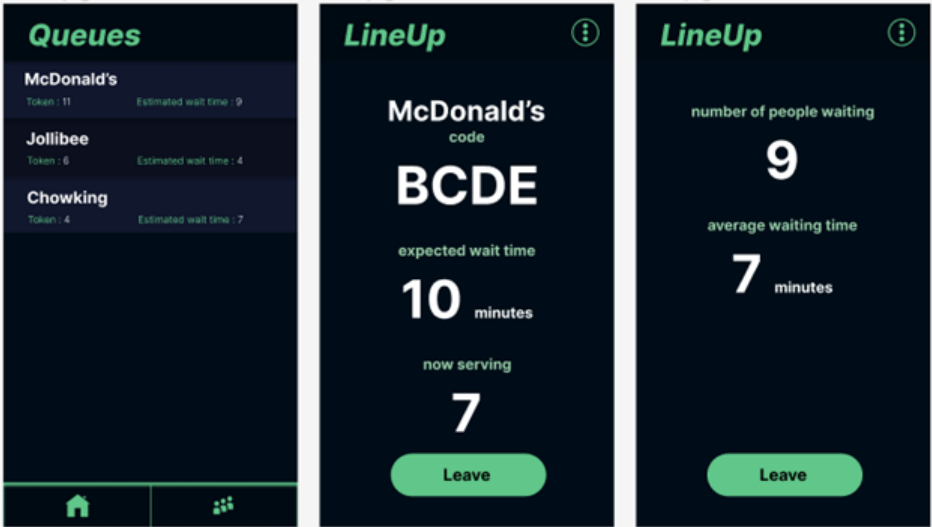 Queues
McDonald's
Token : 11 Estimated wait time : 9
Jollibee
Token : 6 Estimated wait time : 4
Chowking
Token : 4 Estimated wait time : 7
LineUp
McDonald's
code
BCDE
expected wait time
10 minutes
now serving
7
Leave
LineUp
number of people waiting
9
average waiting time
7 minutes
Leave